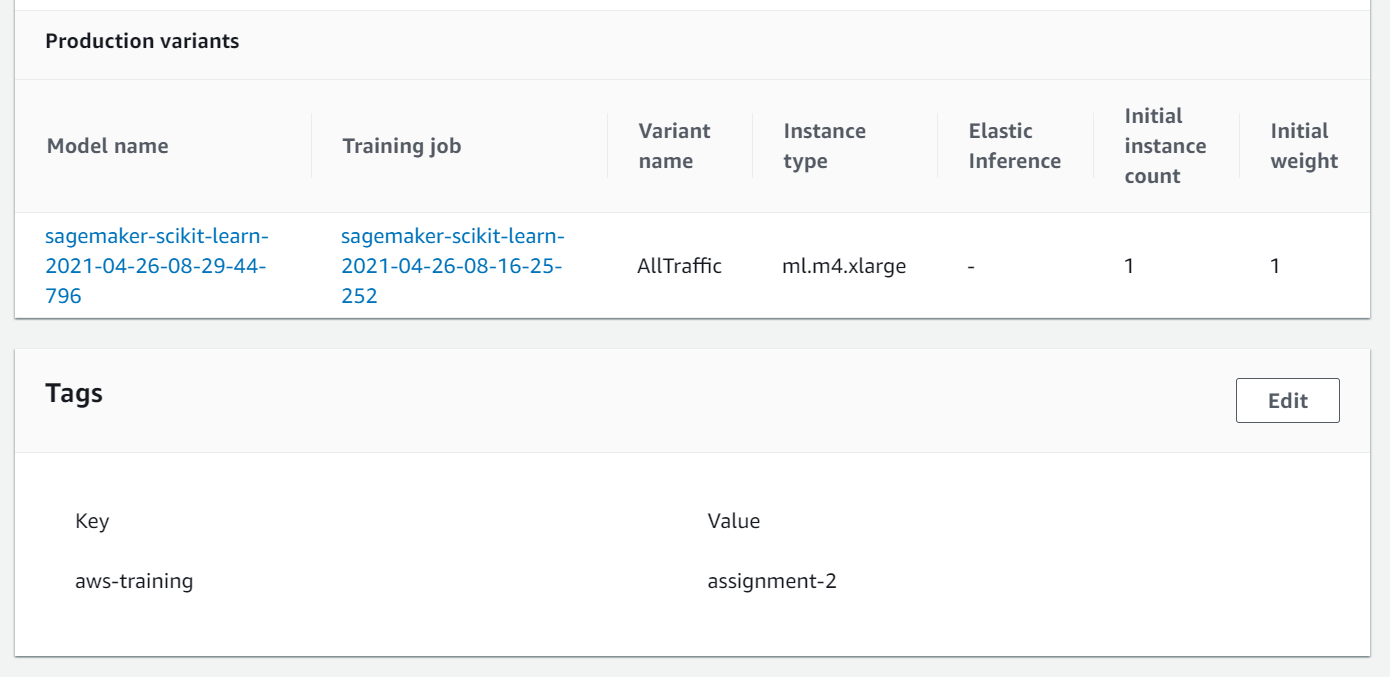 Production variants
Model name
Training job
Variant
name
Instance
type
Elastic
Inference
Initial
instance
count
Initial
weight
sagemaker-scikit-learn-
2021-04-26-08-29-44-
796
sagemaker-scikit-learn-
2021-04-26-08-16-25-
252
AllTraffic
ml.m4.xlarge
-
1
1
Tags
Edit
Key
Value
aws-training
assignment-2